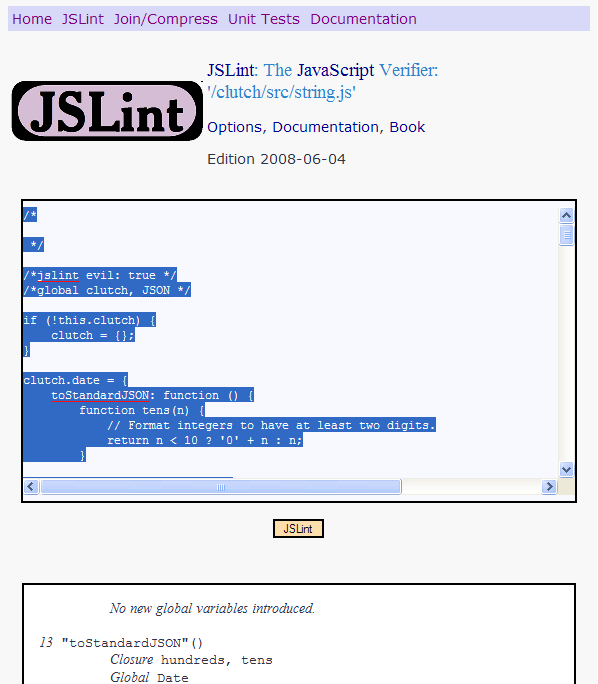 Home JSLint Join/Compress Unit Tests Documentation
JSLint
JSLint: The JavaScript Verifier:
'/clutch/src/string.js'
Options, Documentation, Book
Edition 2008-06-04
/*
*/
/*jslint evil: true */
/*global clutch, JSON */
if (!this.clutch) {
clutch = {};
}
clutch.date = {
toStandardJSON: function () {
function tens(n) {
// Format integers to have at least two digits.
return n < 10 ? '0' + n : n;
}
JSLint
No new global variables introduced.
13 "toStandardJSON"()
Closure hundreds, tens
Global Date